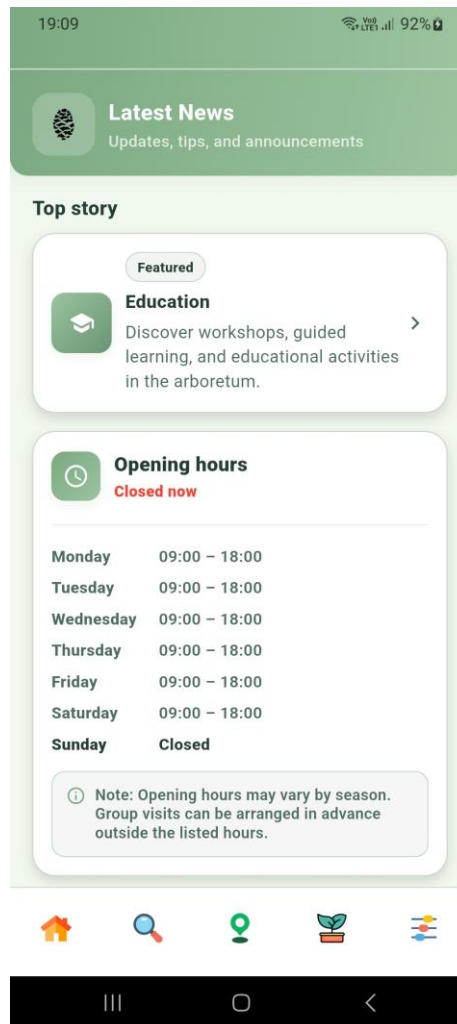 19:09
Vo)) LTE1 92%
Latest News
Updates, tips, and announcements
Top story
Featured
Education
Discover workshops, guided
learning, and educational activities
in the arboretum.
Opening hours
Closed now
Monday 09:00 – 18:00
Tuesday 09:00 – 18:00
Wednesday 09:00 – 18:00
Thursday 09:00 – 18:00
Friday 09:00 – 18:00
Saturday 09:00 – 18:00
Sunday Closed
Note: Opening hours may vary by season.
Group visits can be arranged in advance
outside the listed hours.